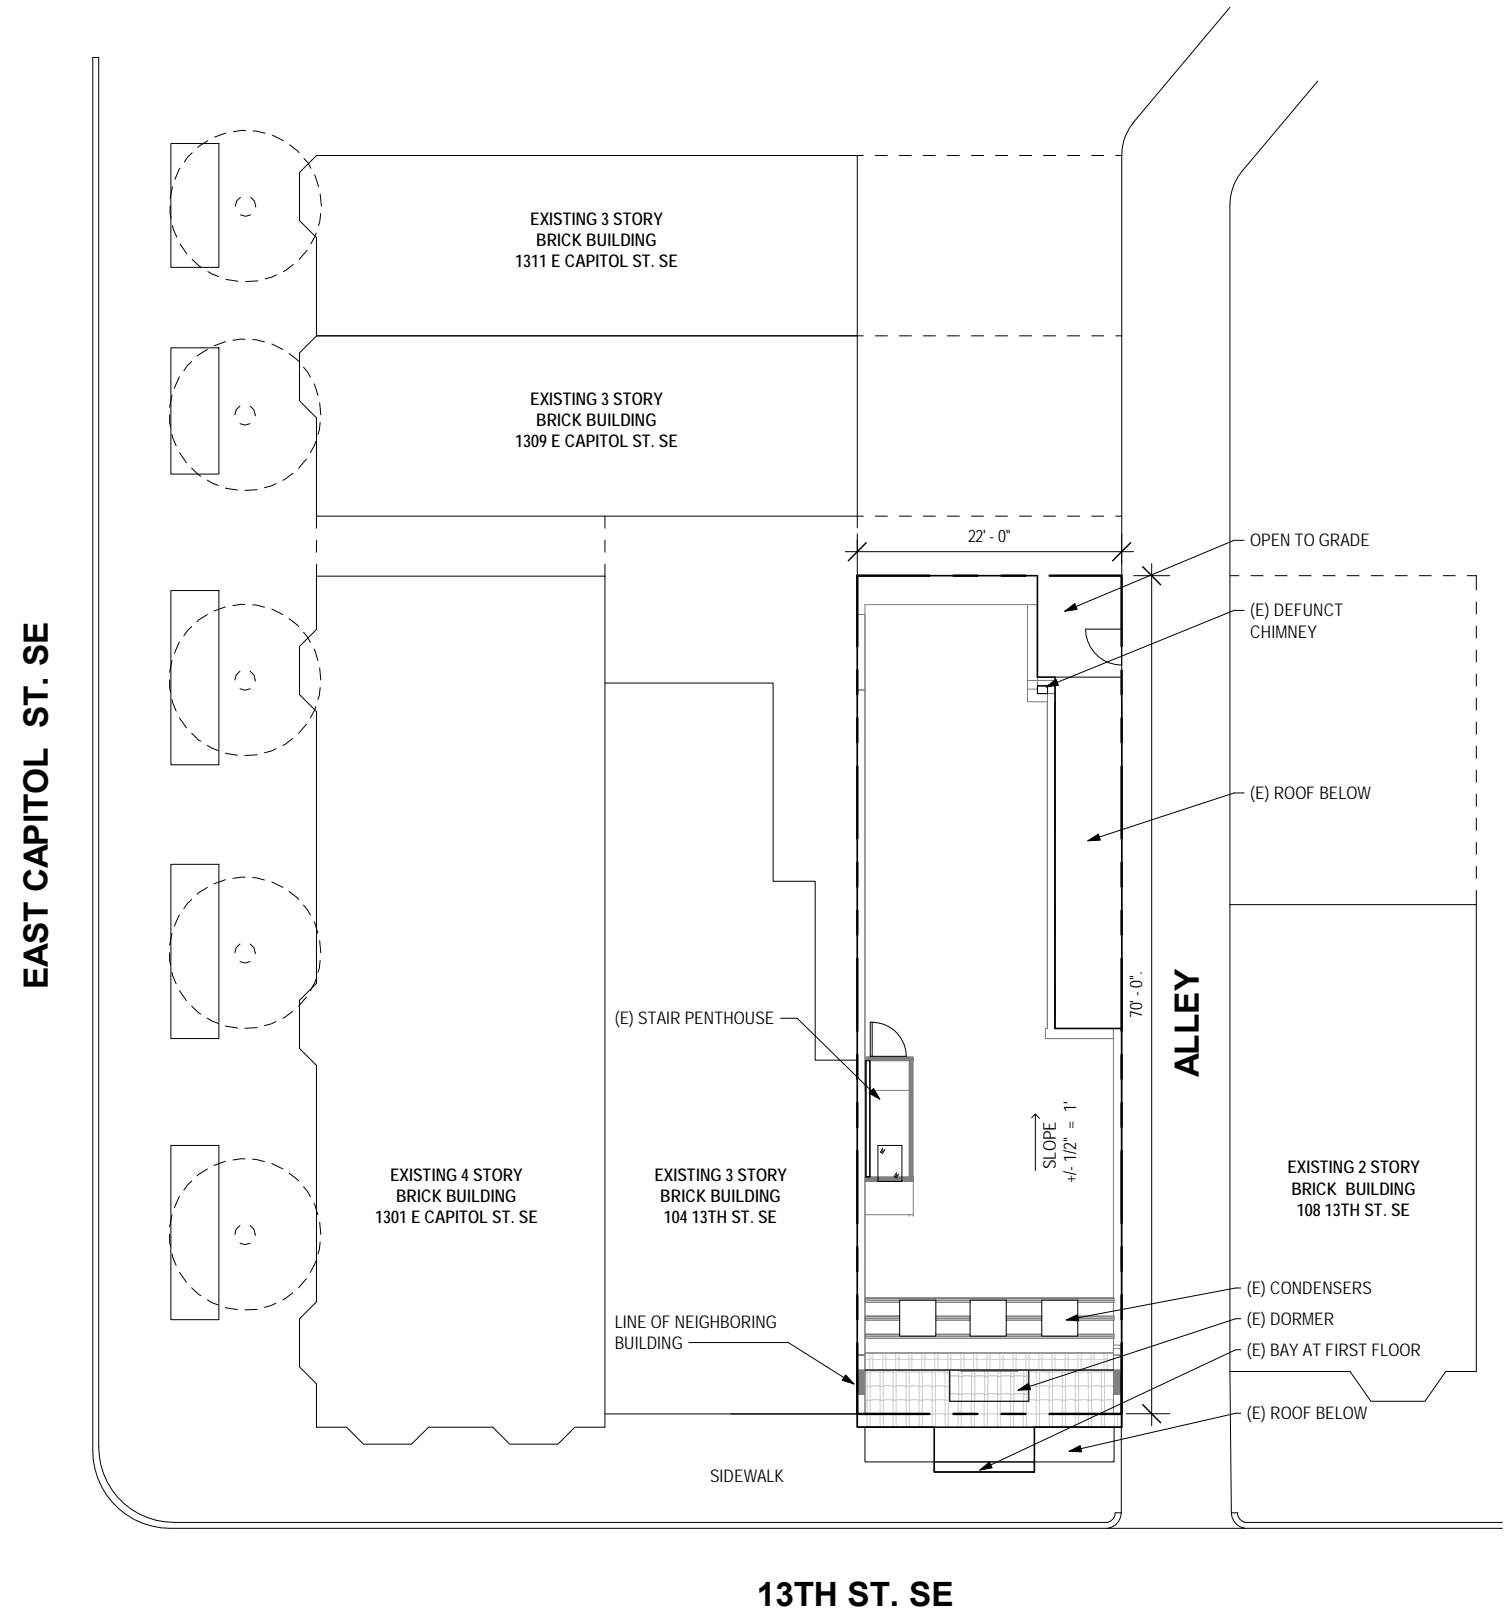 EXISTING 3 STORY
BRICK BUILDING
1311 E CAPITOL ST. SE
EXISTING 3 STORY
BRICK BUILDING
1309 E CAPITOL ST. SE
22' - 0"
OPEN TO GRADE
(E) DEFUNCT
CHIMNEY
EAST CAPITOL ST. SE
(E) ROOF BELOW
70' - 0".
ALLEY
(E) STAIR PENTHOUSE
SLOPE
+/- 1/2" = 1'
EXISTING 4 STORY
BRICK BUILDING
1301 E CAPITOL ST. SE
EXISTING 3 STORY
BRICK BUILDING
104 13TH ST. SE
EXISTING 2 STORY
BRICK BUILDING
108 13TH ST. SE
(E) CONDENSERS
LINE OF NEIGHBORING
BUILDING
(E) DORMER
(E) BAY AT FIRST FLOOR
(E) ROOF BELOW
SIDEWALK
13TH ST. SE